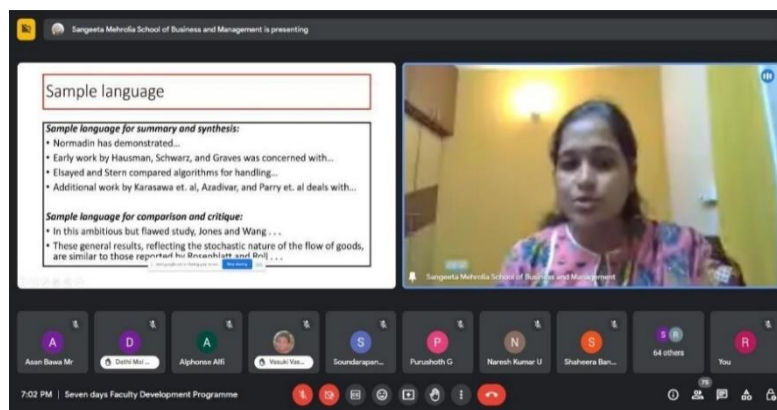 Sangeeta Mehrolia School of Business and Management is presenting
Sample language
Sample language for summary and synthesis:
• Normadin has demonstrated...
• Early work by Hausman, Schwarz, and Graves was concerned with...
• Elsayed and Stern compared algorithms for handling...
• Additional work by Karasawa et. al, Azadivar, and Parry et. al deals with...
Sample language for comparison and critique:
• In this ambitious but flawed study, Jones and Wang . . .
• These general results, reflecting the stochastic nature of the flow of goods,
are similar to those reported by Rosenblatt and Roll . . .
Sangeeta Mehrolia School of Business and Management
A
D
A
S
P
N
S
S
R
R
Asan Bawa Mr
Alphonse Alfi
Vasuki Vas...
Soundarapan...
Purushoth G
Naresh Kumar U
Shaheera Ban...
64 others
You
7:02 PM | Seven days Faculty Development Programme
75